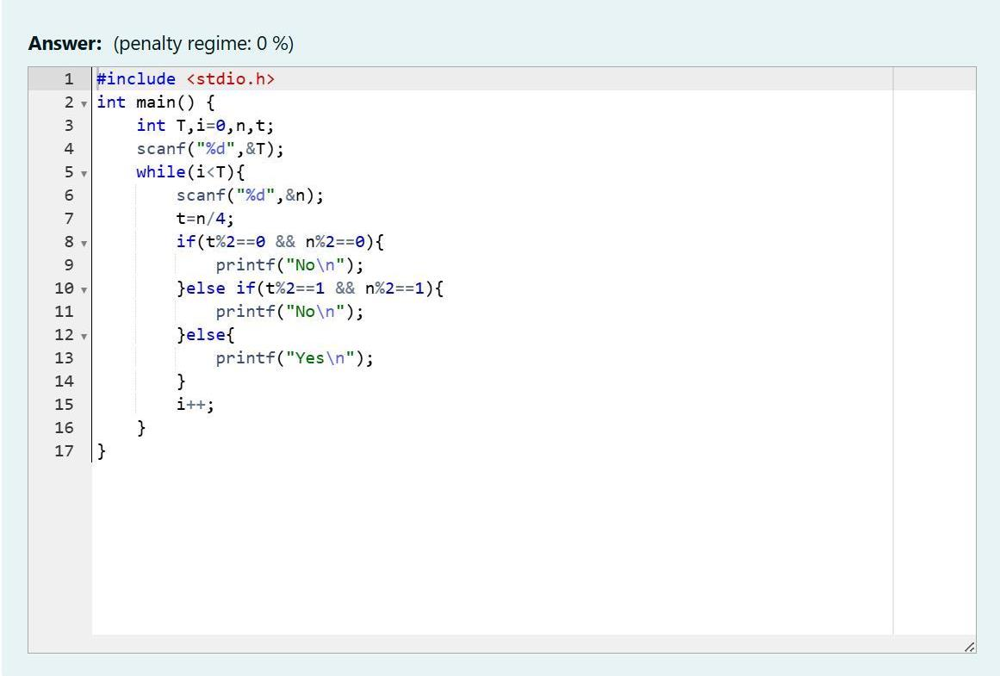 Answer: (penalty regime: 0 %)
1 #include <stdio.h>
2 int main() {
3     int T,i=0,n,t;
4     scanf("%d",&T);
5     while(i<T){
6         scanf("%d",&n);
7         t=n/4;
8         if(t%2==0 && n%2==0){
9             printf("No\n");
10         }else if(t%2==1 && n%2==1){
11             printf("No\n");
12         }else{
13             printf("Yes\n");
14         }
15         i++;
16     }
17 }